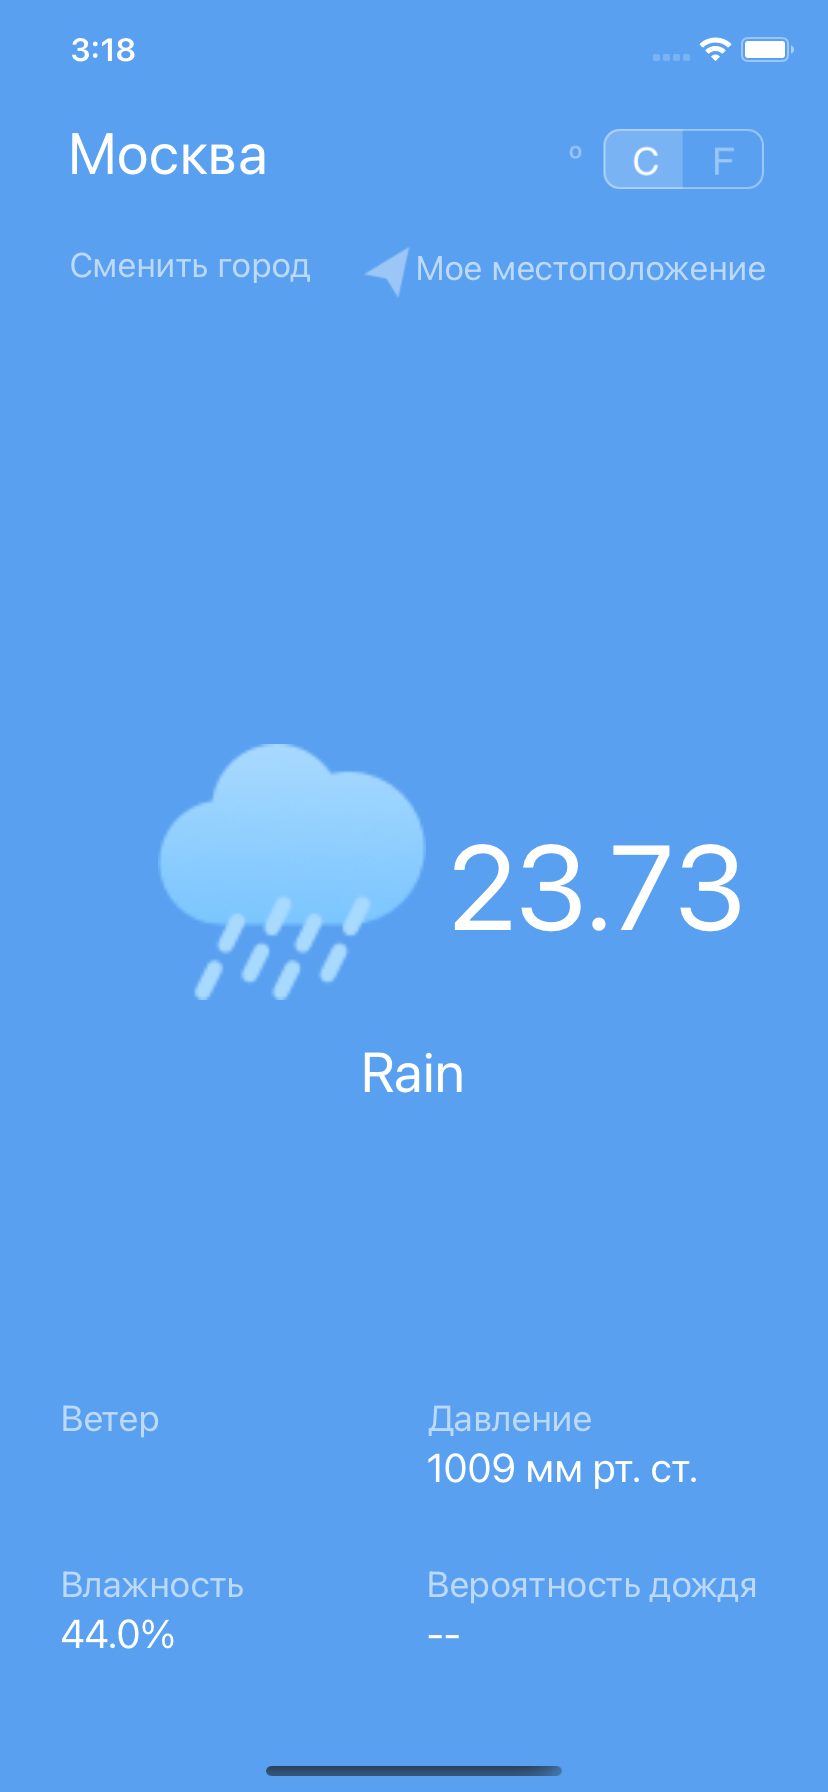 3:18
Москва
º C F
Сменить город
Мое местоположение
23.73
Rain
Ветер
Давление
1009 мм рт. ст.
Влажность
Вероятность дождя
44.0%
--